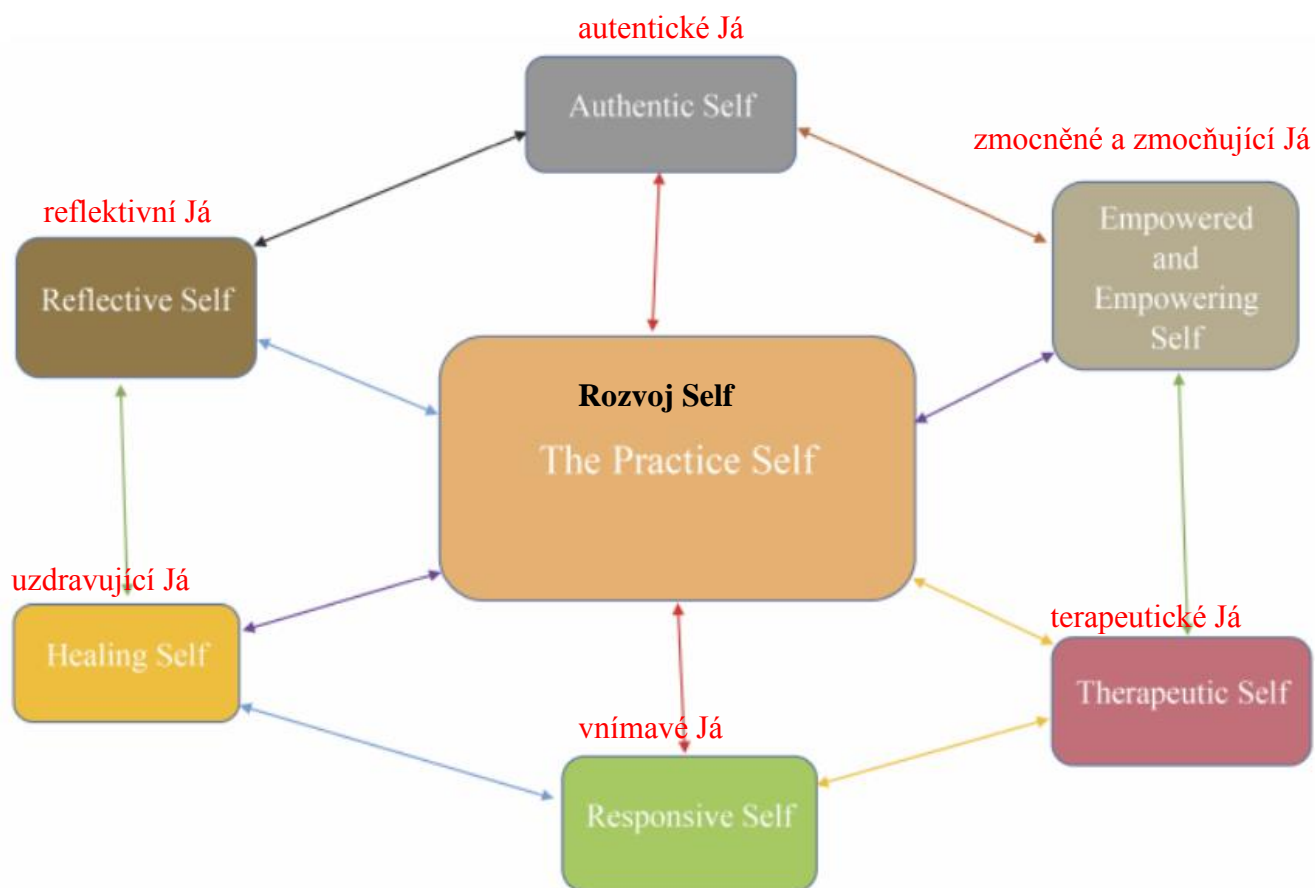 autentické Já
Authentic Self
zmocněné a zmocňující Já
Empowered
and
Empowering
Self
reflektivní Já
Reflective Self
Rozvoj Self
The Practice Self
uzdravující Já
Healing Self
terapeutické Já
Therapeutic Self
vnímavé Já
Responsive Self